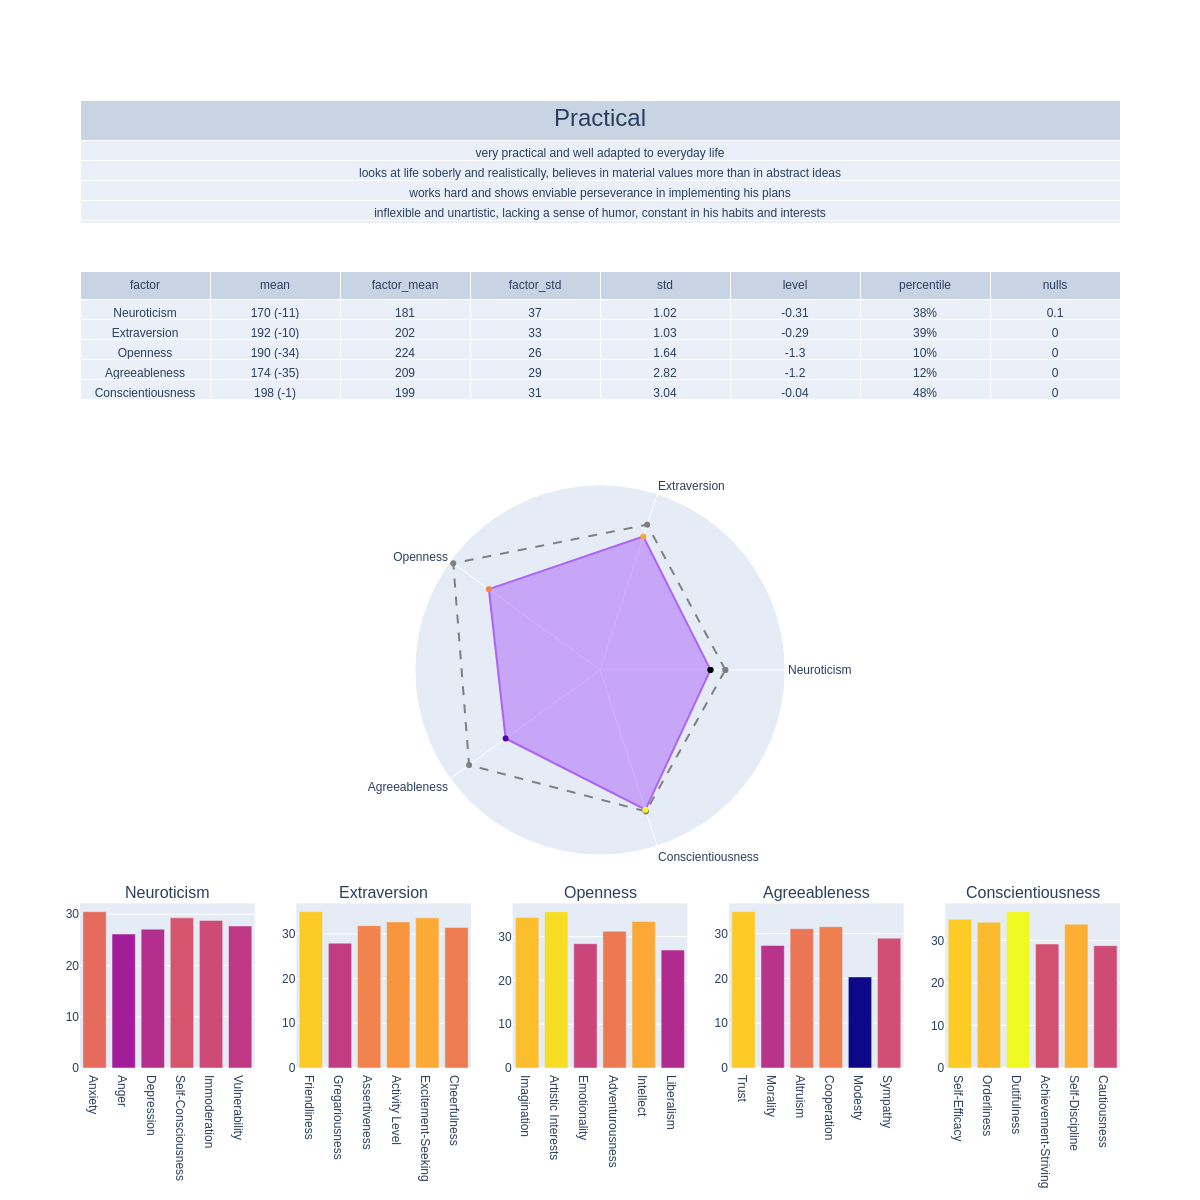 Practical
very practical and well adapted to everyday life
looks at life soberly and realistically, believes in material values more than in abstract ideas
works hard and shows enviable perseverance in implementing his plans
inflexible and unartistic, lacking a sense of humor, constant in his habits and interests
factor mean factor_mean factor_std std level percentile nulls
Neuroticism 170 (-11) 181 37 1.02 -0.31 38% 0.1
Extraversion 192 (-10) 202 33 1.03 -0.29 39% 0
Openness 190 (-34) 224 26 1.64 -1.3 10% 0
Agreeableness 174 (-35) 209 29 2.82 -1.2 12% 0
Conscientiousness 198 (-1) 199 31 3.04 -0.04 48% 0
Extraversion
Openness
Neuroticism
Agreeableness
Conscientiousness
Neuroticism
30
20
10
0
Anxiety
Anger
Depression
Self-Consciousness
Immoderation
Vulnerability
Extraversion
30
20
10
0
Friendliness
Gregariousness
Assertiveness
Activity Level
Excitement-Seeking
Cheerfulness
Openness
30
20
10
0
Imagination
Artistic Interests
Emotionality
Adventurousness
Intellect
Liberalism
Agreeableness
30
20
10
0
Trust
Morality
Altruism
Cooperation
Modesty
Sympathy
Conscientiousness
30
20
10
0
Self-Efficacy
Orderliness
Dutifulness
Achievement-Striving
Self-Discipline
Cautiousness